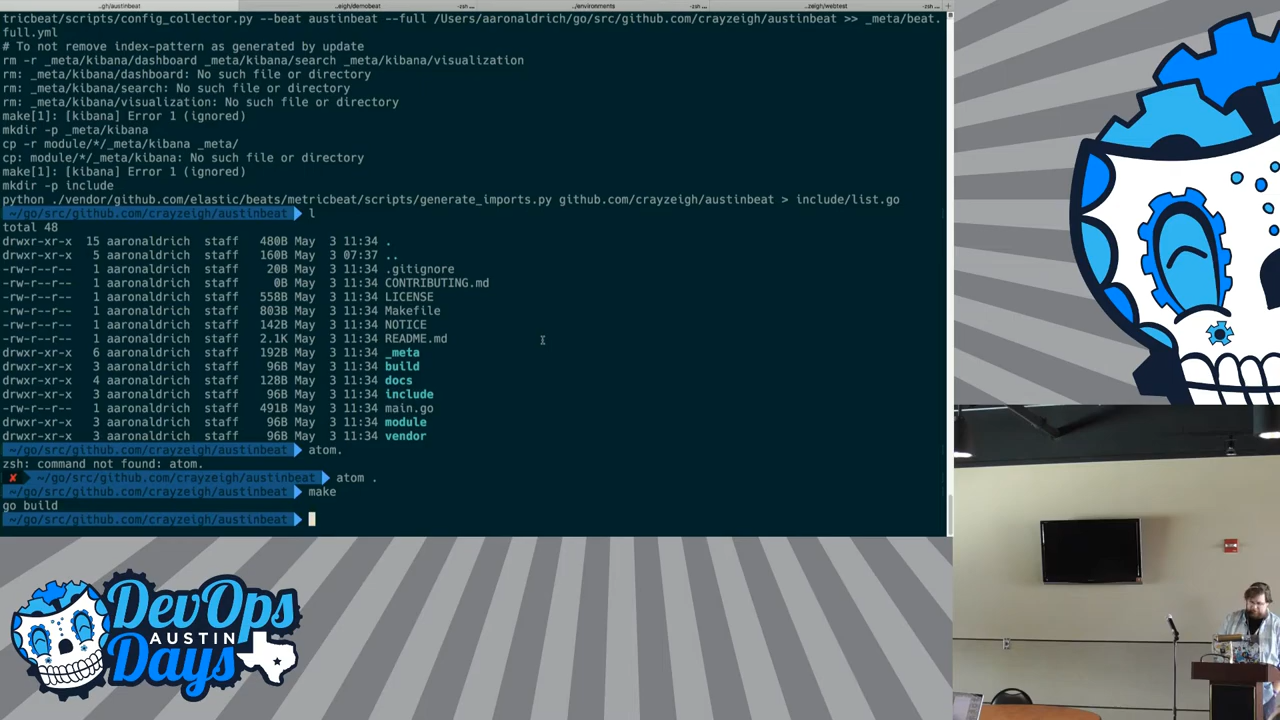 ..gh/austinbeat
..eigh/demobeat
-zsh ...
../environments
-zsh ...
..zeigh/webtest
-zsh ...
+
tricbeat/scripts/config_collector.py --beat austinbeat --full /Users/aaronaldrich/go/src/github.com/crayzeigh/austinbeat >> _meta/beat.
full.yml
# To not remove index-pattern as generated by update
rm -r _meta/kibana/dashboard _meta/kibana/search _meta/kibana/visualization
rm: _meta/kibana/dashboard: No such file or directory
rm: _meta/kibana/search: No such file or directory
rm: _meta/kibana/visualization: No such file or directory
make[1]: [kibana] Error 1 (ignored)
mkdir -p _meta/kibana
cp -r module/*/_meta/kibana _meta/
cp: module/*/_meta/kibana: No such file or directory
make[1]: [kibana] Error 1 (ignored)
mkdir -p include
python ./vendor/github.com/elastic/beats/metricbeat/scripts/generate_imports.py github.com/crayzeigh/austinbeat > include/list.go
~/go/src/github.com/crayzeigh/austinbeat l
total 48
drwxr-xr-x 15 aaronaldrich staff 480B May 3 11:34 .
drwxr-xr-x 5 aaronaldrich staff 160B May 3 07:37 ..
-rw-r--r-- 1 aaronaldrich staff 20B May 3 11:34 .gitignore
-rw-r--r-- 1 aaronaldrich staff 0B May 3 11:34 CONTRIBUTING.md
-rw-r--r-- 1 aaronaldrich staff 558B May 3 11:34 LICENSE
-rw-r--r-- 1 aaronaldrich staff 803B May 3 11:34 Makefile
-rw-r--r-- 1 aaronaldrich staff 142B May 3 11:34 NOTICE
-rw-r--r-- 1 aaronaldrich staff 2.1K May 3 11:34 README.md
drwxr-xr-x 6 aaronaldrich staff 192B May 3 11:34 _meta
drwxr-xr-x 3 aaronaldrich staff 96B May 3 11:34 build
drwxr-xr-x 4 aaronaldrich staff 128B May 3 11:34 docs
drwxr-xr-x 3 aaronaldrich staff 96B May 3 11:34 include
-rw-r--r-- 1 aaronaldrich staff 491B May 3 11:34 main.go
drwxr-xr-x 3 aaronaldrich staff 96B May 3 11:34 module
drwxr-xr-x 3 aaronaldrich staff 96B May 3 11:34 vendor
~/go/src/github.com/crayzeigh/austinbeat atom.
zsh: command not found: atom.
✘ ~/go/src/github.com/crayzeigh/austinbeat atom .
~/go/src/github.com/crayzeigh/austinbeat make
go build
~/go/src/github.com/crayzeigh/austinbeat
DevOps
AUSTIN
Days